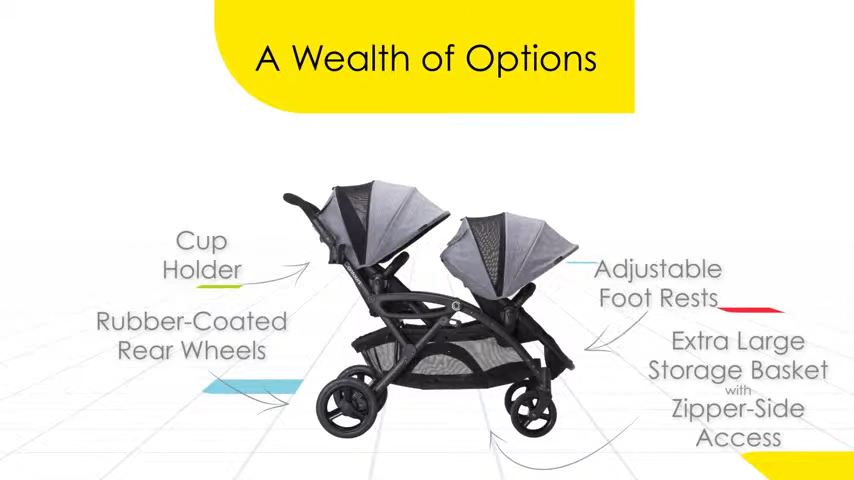 A Wealth of Options
Cup
Holder
Rubber-Coated
Rear Wheels
Adjustable
Foot Rests
Extra Large
Storage Basket
with
Zipper-Side
Access